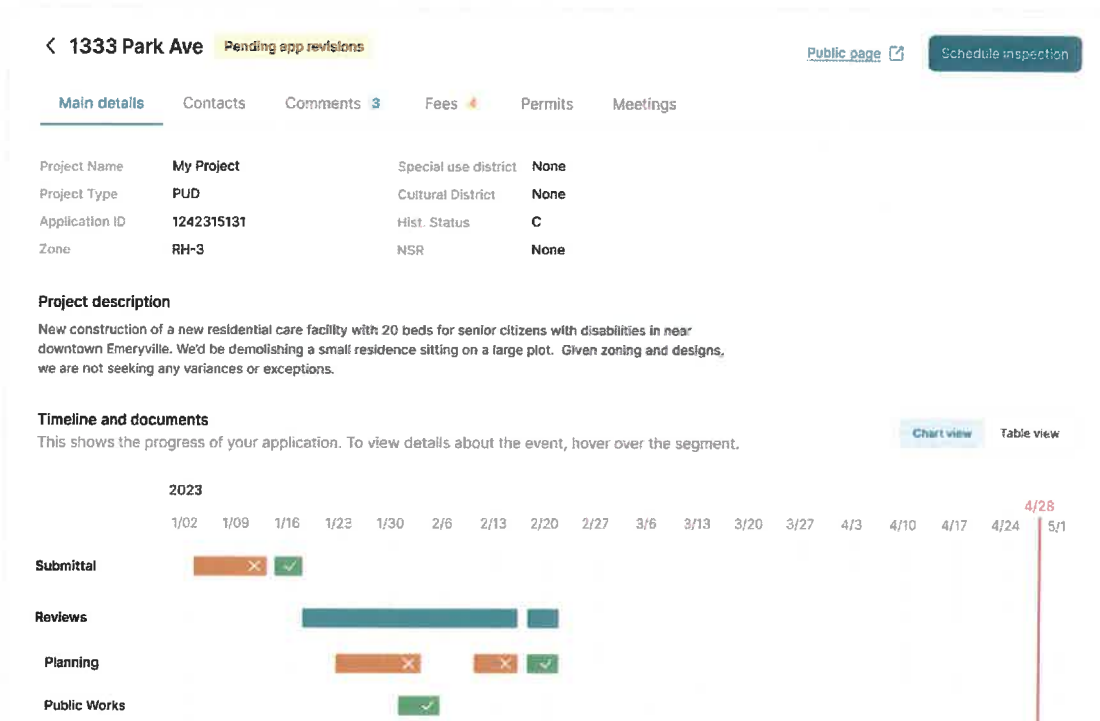 1333 Park Ave Pending app revisions
Public page Schedule inspection
Main details Contacts Comments 3 Fees 4 Permits Meetings
Project Name My Project Special use district None
Project Type PUD Cultural District None
Application ID 1242315131 Hist. Status C
Zone RH-3 NSR None
Project description
New construction of a new residential care facility with 20 beds for senior citizens with disabilities in near
downtown Emeryville. We'd be demolishing a small residence sitting on a large plot. Given zoning and designs,
we are not seeking any variances or exceptions.
Timeline and documents
This shows the progress of your application. To view details about the event, hover over the segment.
Chart view Table view
2023
4/28
1/02 1/09 1/16 1/23 1/30 2/6 2/13 2/20 2/27 3/6 3/13 3/20 3/27 4/3 4/10 4/17 4/24 5/1
Submittal
Reviews
Planning
Public Works